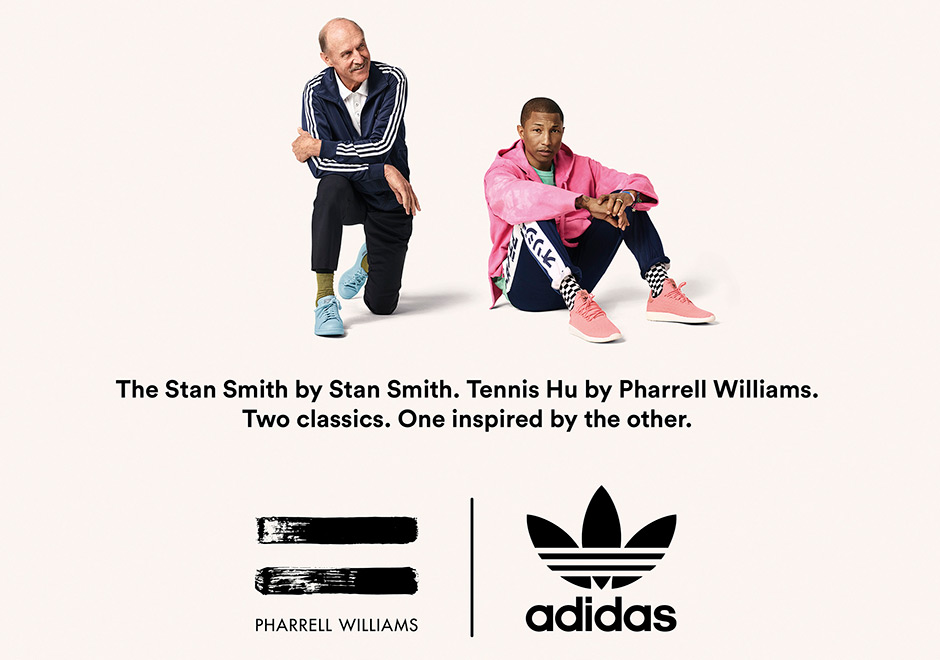 The Stan Smith by Stan Smith. Tennis Hu by Pharrell Williams.
Two classics. One inspired by the other.
PHARRELL WILLIAMS
adidas